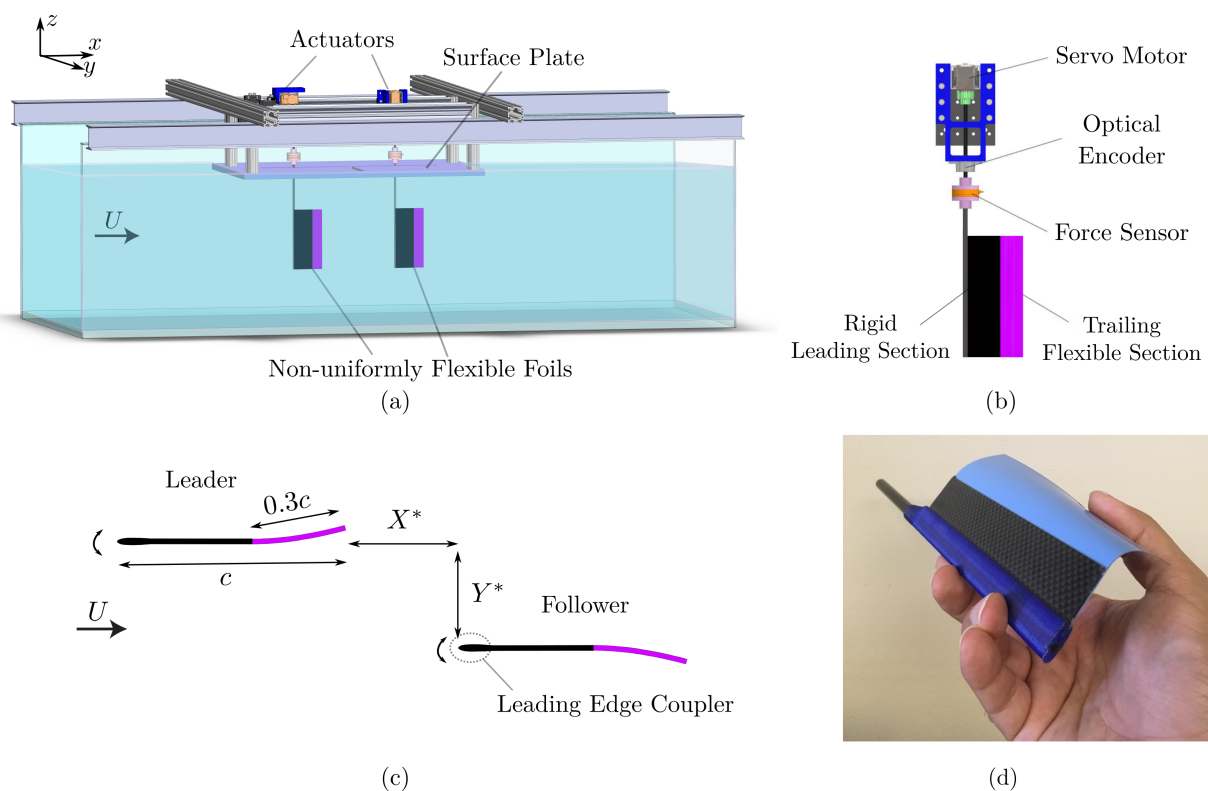 z
x
y
Actuators
Surface Plate
U
Non-uniformly Flexible Foils
(a)
Servo Motor
Optical
Encoder
Force Sensor
Rigid
Leading Section
Trailing
Flexible Section
(b)
Leader
0.3c
X*
c
Y*
U
Follower
Leading Edge Coupler
(c)
(d)